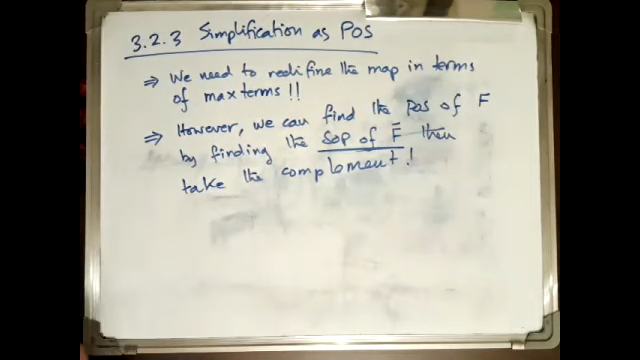 3.2.3 Simplification as POS
⇒ We need to redifine the map in terms
of maxterms !!
⇒ However, we can find the pos of F
by finding the SOP of F̅ then
take the complement !